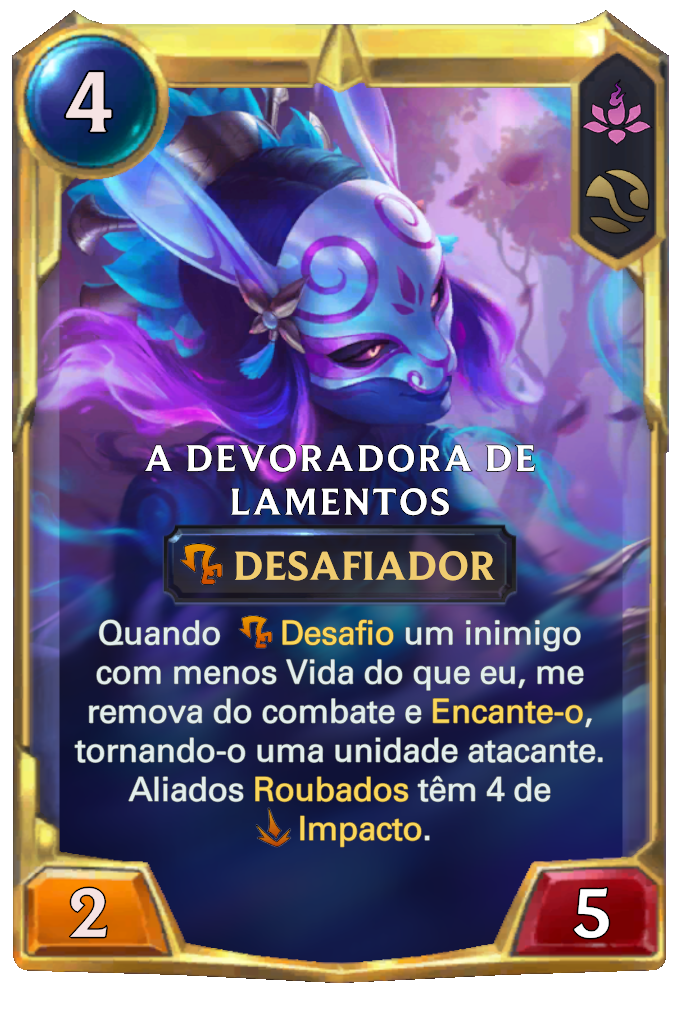 4
A DEVORADORA DE
LAMENTOS
DESAFIADOR
Quando Desafio um inimigo
com menos Vida do que eu, me
remova do combate e Encante-o,
tornando-o uma unidade atacante.
Aliados Roubados têm 4 de
Impacto.
2
5